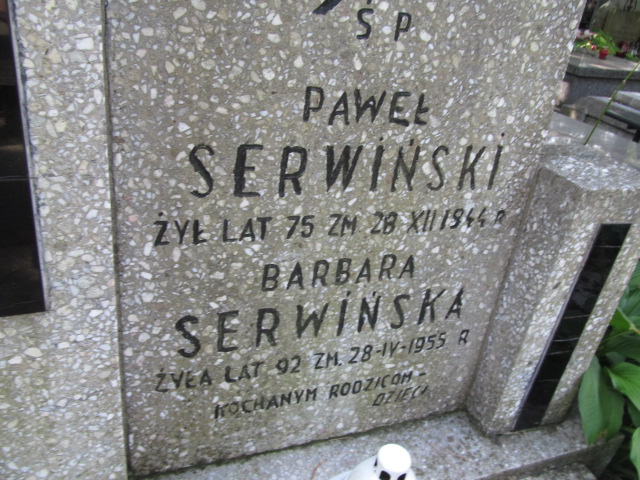 Ś P
PAWEŁ
SERWIŃSKI
ŻYŁ LAT 75 ZM 28 XII 1944 R
BARBARA
SERWIŃSKA
ŻYŁA LAT 92 ZM. 28-IV-1955 R
KOCHANYM RODZICOM-
DZIECI